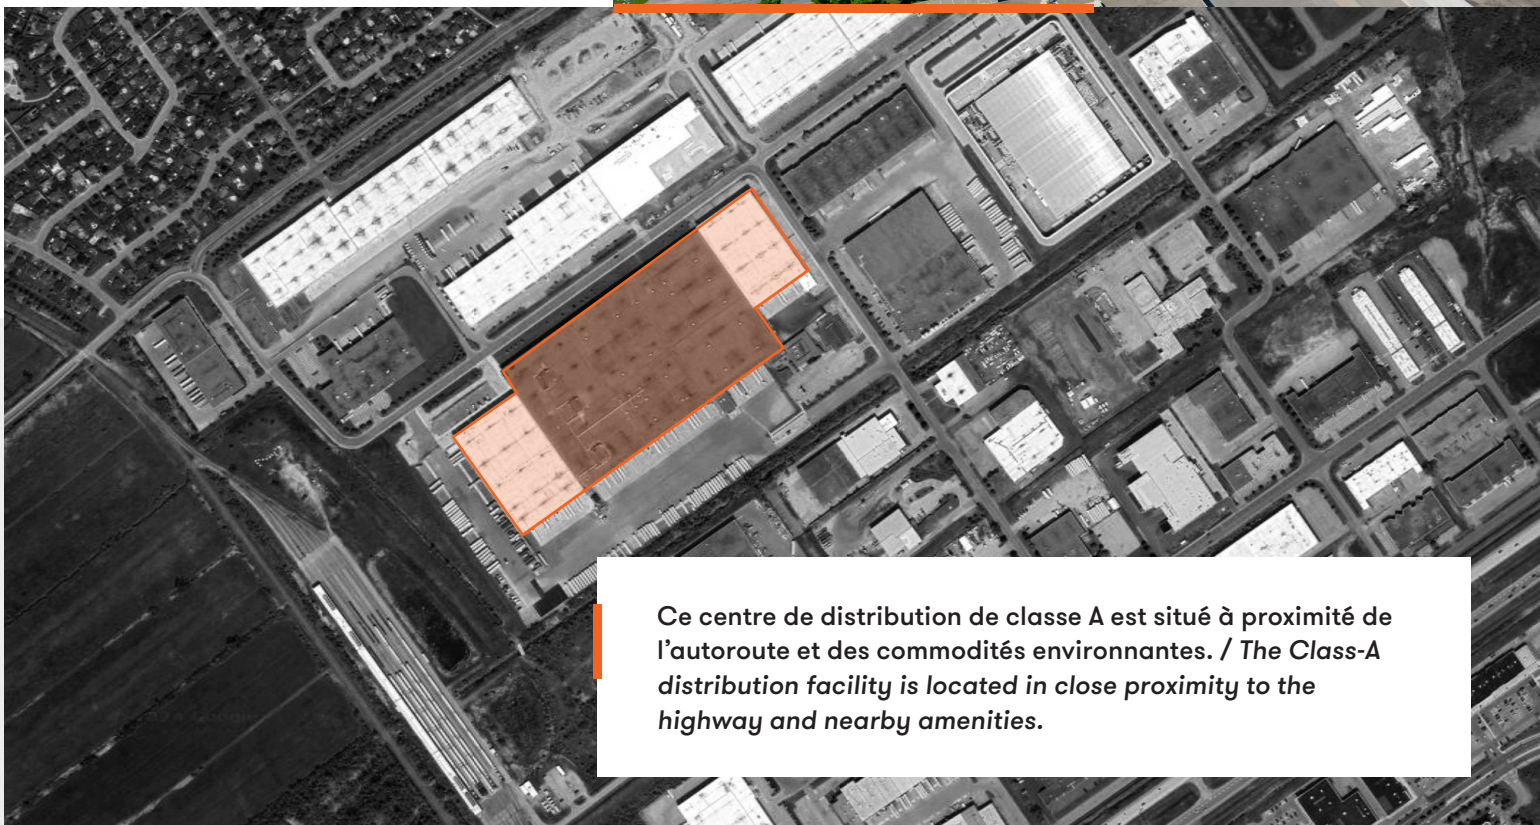 Ce centre de distribution de classe A est situé à proximité de
l’autoroute et des commodités environnantes. / The Class-A
distribution facility is located in close proximity to the
highway and nearby amenities.